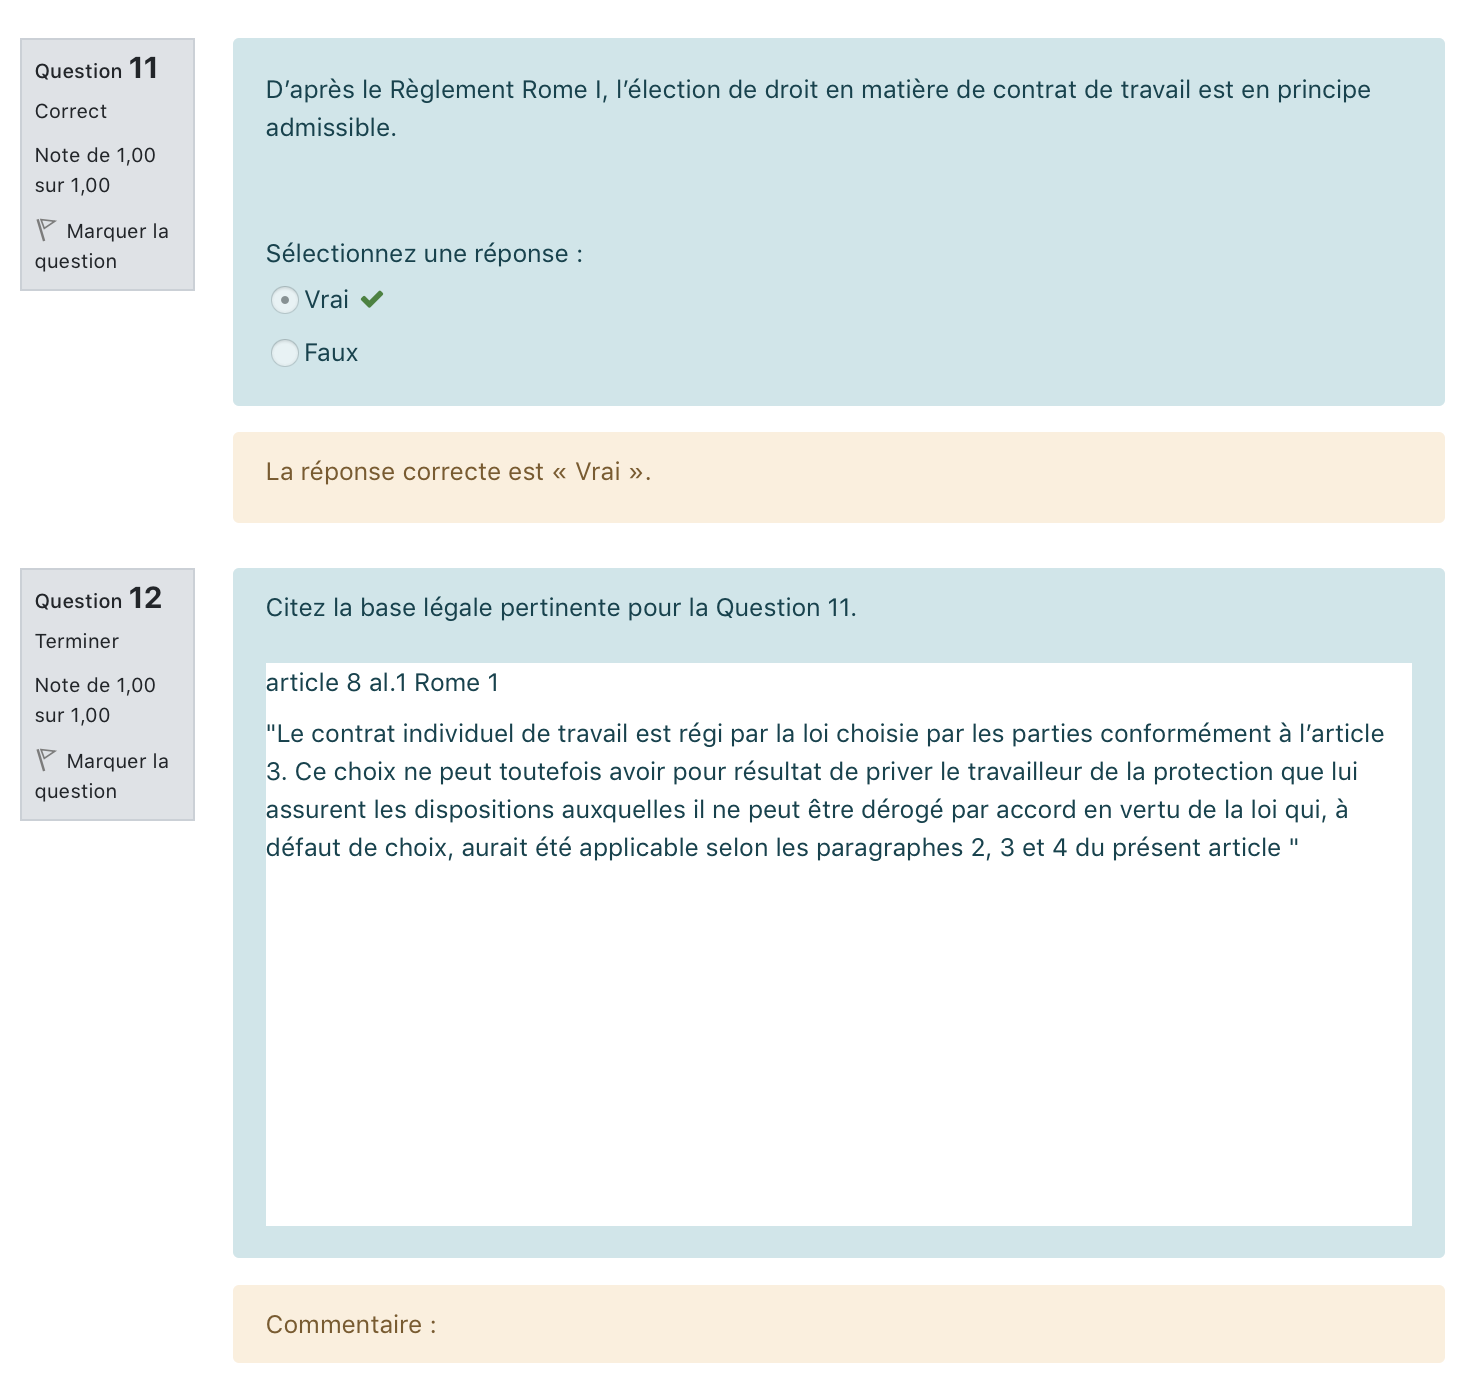 Question 11
Correct
Note de 1,00
sur 1,00
Marquer la
question
D’après le Règlement Rome I, l’élection de droit en matière de contrat de travail est en principe
admissible.
Sélectionnez une réponse :
Vrai
Faux
La réponse correcte est « Vrai ».
Question 12
Terminer
Note de 1,00
sur 1,00
Marquer la
question
Citez la base légale pertinente pour la Question 11.
article 8 al.1 Rome 1
"Le contrat individuel de travail est régi par la loi choisie par les parties conformément à l’article
3. Ce choix ne peut toutefois avoir pour résultat de priver le travailleur de la protection que lui
assurent les dispositions auxquelles il ne peut être dérogé par accord en vertu de la loi qui, à
défaut de choix, aurait été applicable selon les paragraphes 2, 3 et 4 du présent article "
Commentaire :